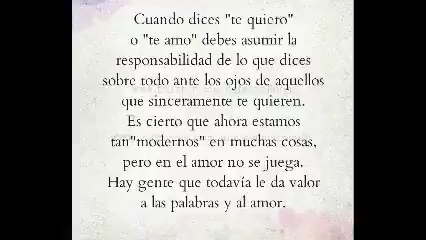 Cuando dices "te quiero"
o "te amo" debes asumir la
responsabilidad de lo que dices
sobre todo ante los ojos de aquellos
que sinceramente te quieren.
Es cierto que ahora estamos
tan"modernos" en muchas cosas,
pero en el amor no se juega.
Hay gente que todavía le da valor
a las palabras y al amor.